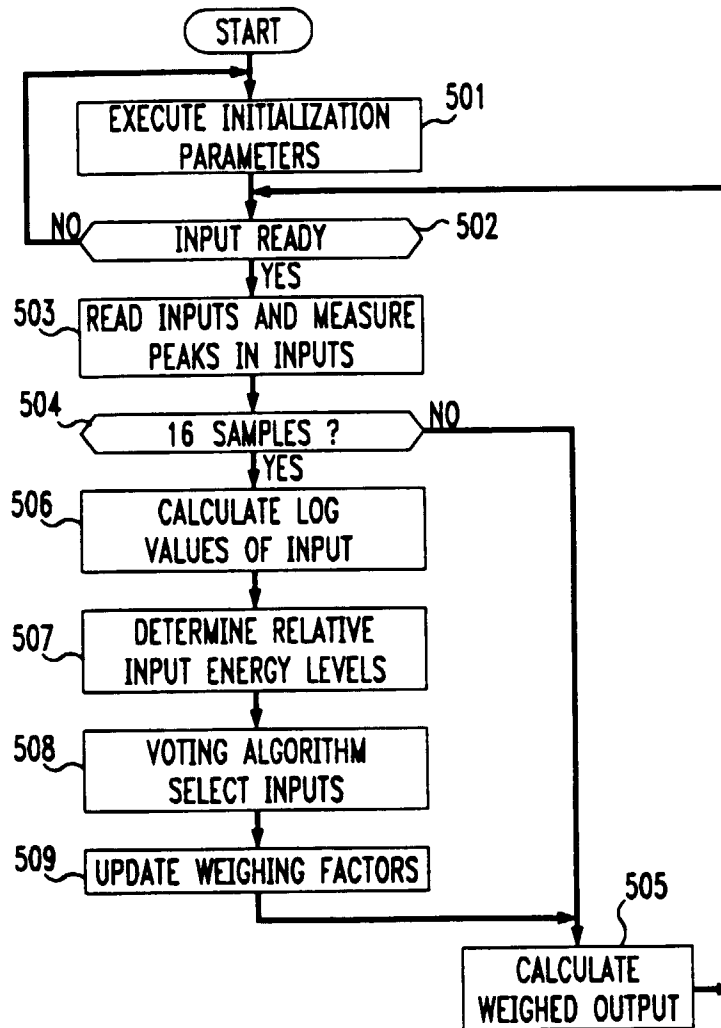 START
501
EXECUTE INITIALIZATION
PARAMETERS
NO
INPUT READY
502
YES
503
READ INPUTS AND MEASURE
PEAKS IN INPUTS
504
16 SAMPLES ?
NO
YES
506
CALCULATE LOG
VALUES OF INPUT
507
DETERMINE RELATIVE
INPUT ENERGY LEVELS
508
VOTING ALGORITHM
SELECT INPUTS
509
UPDATE WEIGHING FACTORS
505
CALCULATE
WEIGHED OUTPUT